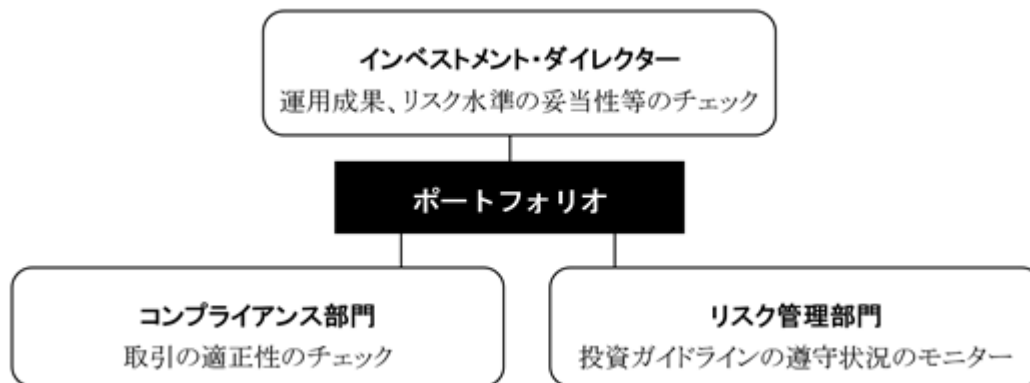 インベストメント・ダイレクター
運用成果、リスク水準の妥当性等のチェック
ポートフォリオ
コンプライアンス部門
取引の適正性のチェック
リスク管理部門
投資ガイドラインの遵守状況のモニター